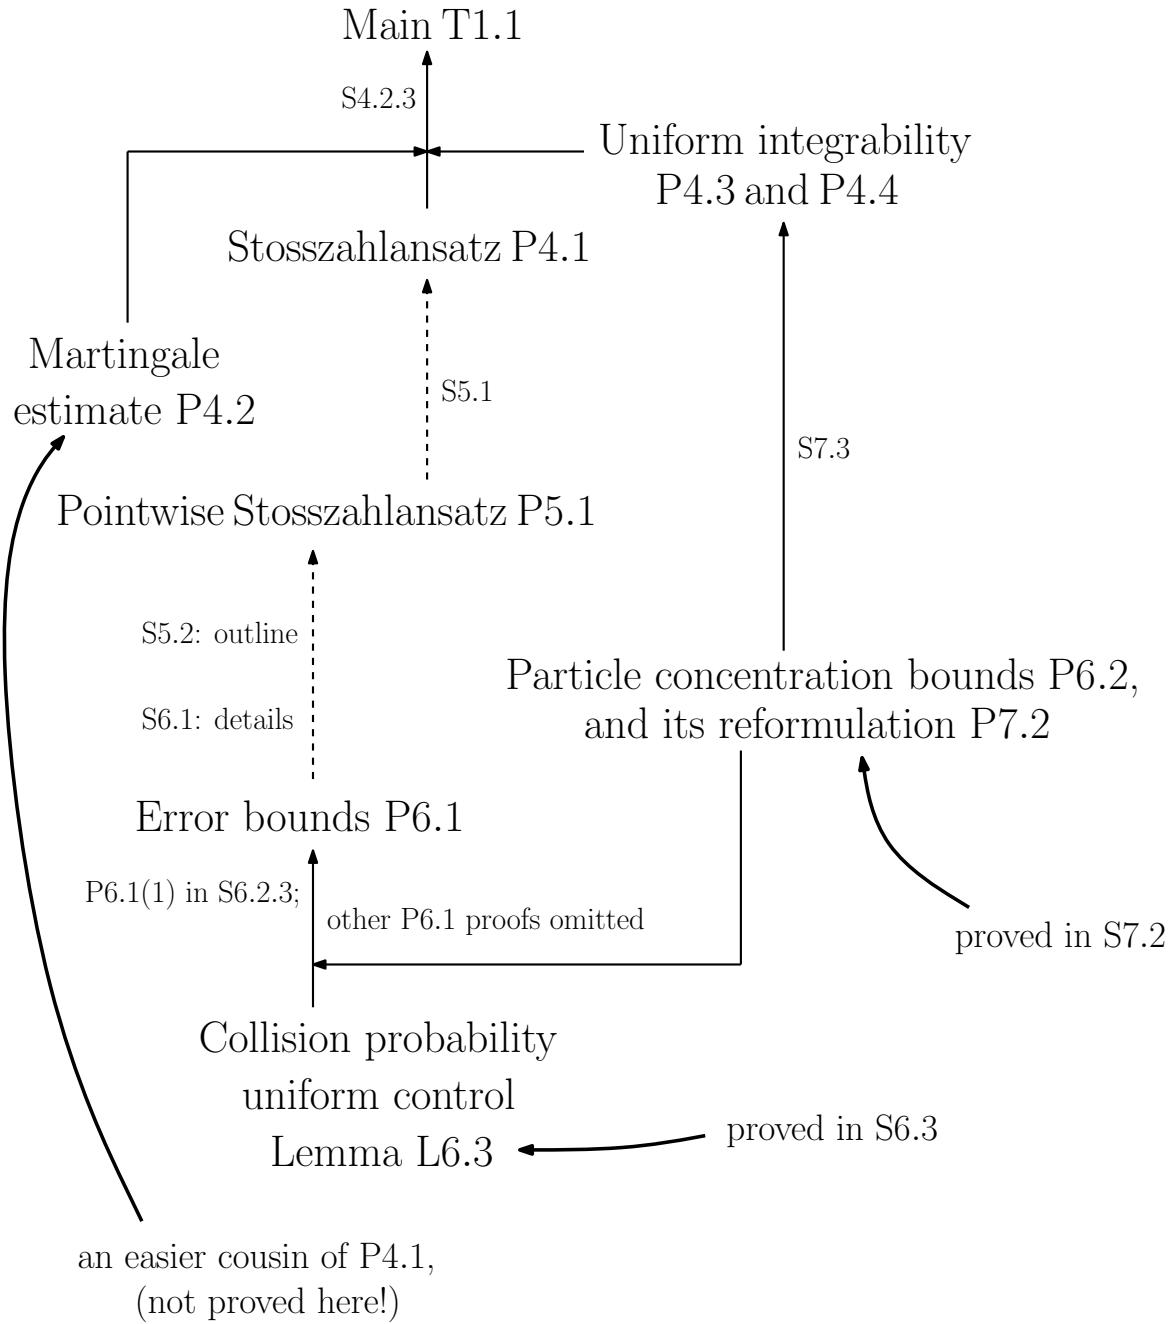 Main T1.1
S4.2.3
Uniform integrability
P4.3 and P4.4
Stosszahlansatz P4.1
Martingale
estimate P4.2
S5.1
S7.3
Pointwise Stosszahlansatz P5.1
S5.2: outline
S6.1: details
Particle concentration bounds P6.2,
and its reformulation P7.2
Error bounds P6.1
P6.1(1) in S6.2.3;
other P6.1 proofs omitted
proved in S7.2
Collision probability
uniform control
Lemma L6.3
proved in S6.3
an easier cousin of P4.1,
(not proved here!)